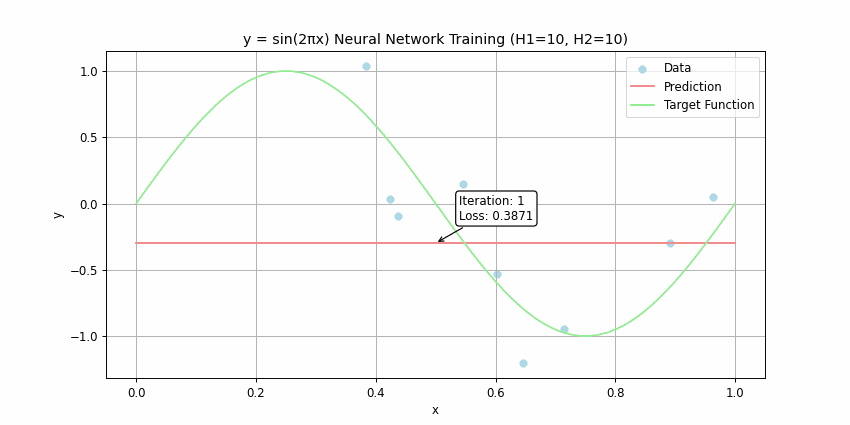 y = sin(2πx) Neural Network Training (H1=10, H2=10)
Data
Prediction
Target Function
1.0
0.5
0.0
−0.5
−1.0
y
Iteration: 1
Loss: 0.3871
0.0 0.2 0.4 0.6 0.8 1.0
x